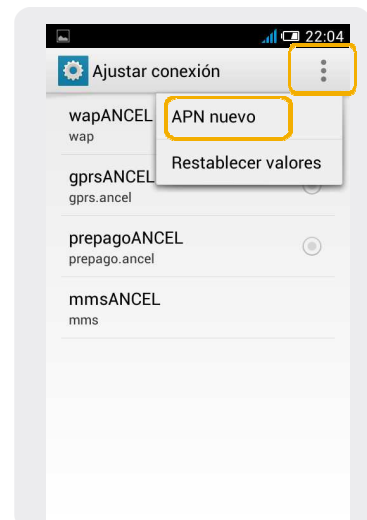 22:04
Ajustar conexión
wapANCEL
wap
APN nuevo
Restablecer valores
gprsANCEL
gprs.ancel
prepagoANCEL
prepago.ancel
mmsANCEL
mms